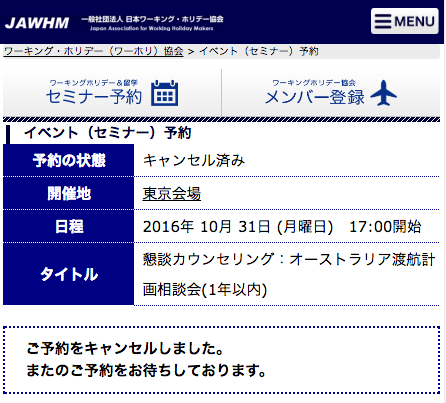 JAWHM 一般社団法人 日本ワーキング・ホリデー協会
Japan Association for Working Holiday Makers
MENU
ワーキング・ホリデー（ワーホリ）協会 > イベント（セミナー）予約
ワーキングホリデー&留学
セミナー予約
ワーキングホリデー協会
メンバー登録
イベント（セミナー）予約
予約の状態 キャンセル済み
開催地 東京会場
日程 2016年 10月 31日 (月曜日) 17:00開始
タイトル 懇談カウンセリング：オーストラリア渡航計
画相談会(1年以内)
ご予約をキャンセルしました。
またのご予約をお待ちしております。